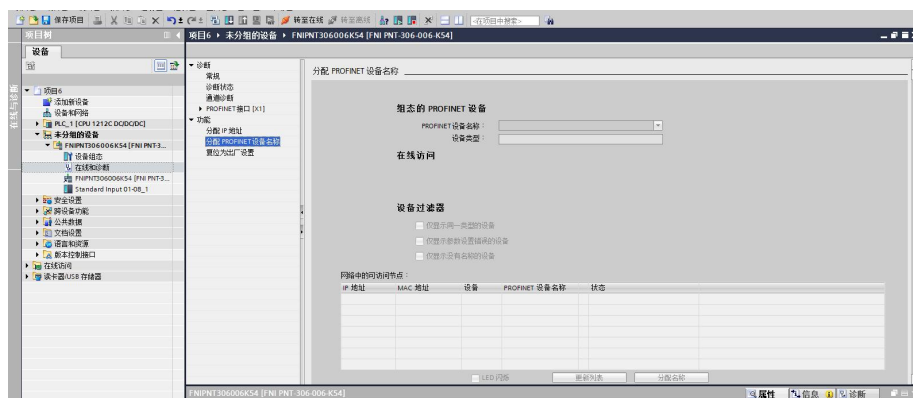 保存项目
转至在线
转至离线
<在项目中搜索>
项目树
项目6 ▸ 未分组的设备 ▸ FNIPNT306006K54 [FNI PNT-306-006-K54]
设备
在线与诊断
项目6
添加新设备
设备和网络
PLC_1 [CPU 1212C DC/DC/DC]
未分组的设备
FNIPNT306006K54 [FNI PNT-3...
设备组态
在线和诊断
FNIPNT306006K54 [FNI PNT-3...
Standard Input 01-08_1
安全设置
跨设备功能
公共数据
文档设置
语言和资源
版本控制接口
在线访问
读卡器/USB 存储器
诊断
常规
诊断状态
通道诊断
PROFINET接口 [X1]
功能
分配 IP 地址
分配 PROFINET设备名称
复位为出厂设置
分配 PROFINET 设备名称
组态的 PROFINET 设备
PROFINET设备名称:
设备类型:
在线访问
设备过滤器
仅显示同一类型的设备
仅显示参数设置错误的设备
仅显示没有名称的设备
网络中的可访问节点:
IP 地址 MAC 地址 设备 PROFINET 设备名称 状态
LED 闪烁 更新列表 分配名称
FNIPNT306006K54 [FNI PNT-306-006-K54]
属性 信息 诊断